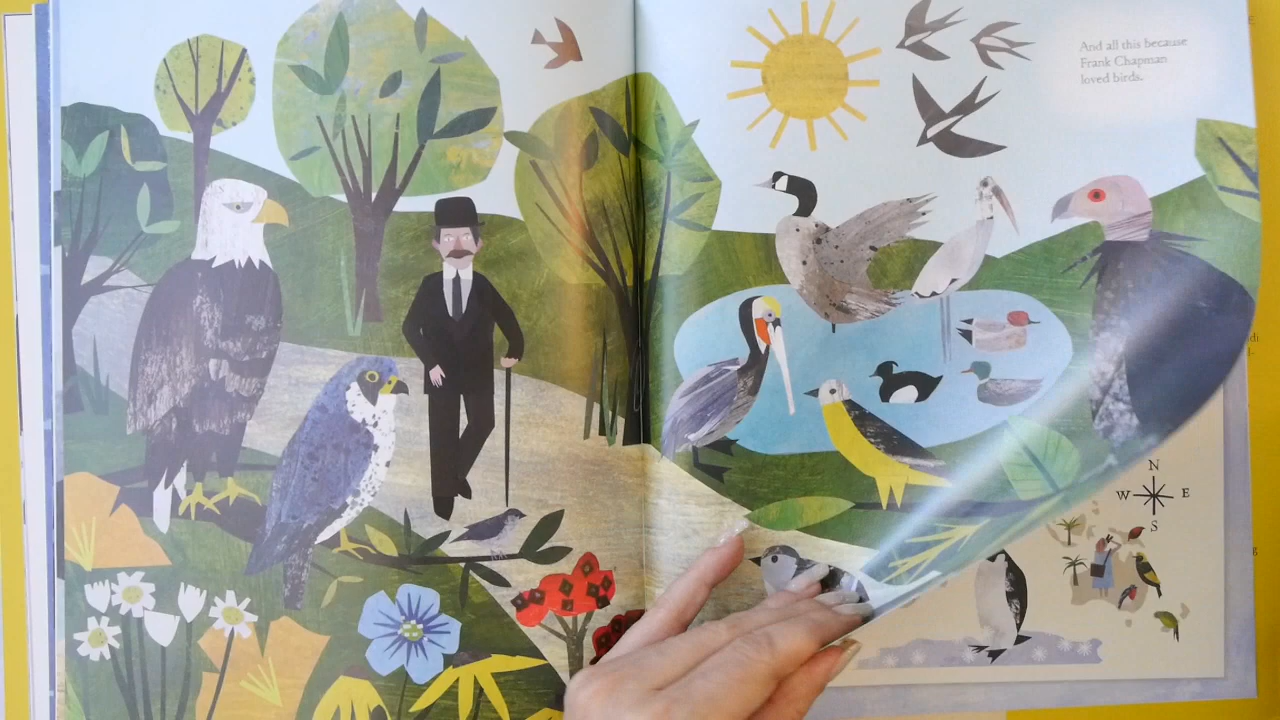 And all this because
Frank Chapman
loved birds.
N
W E
S